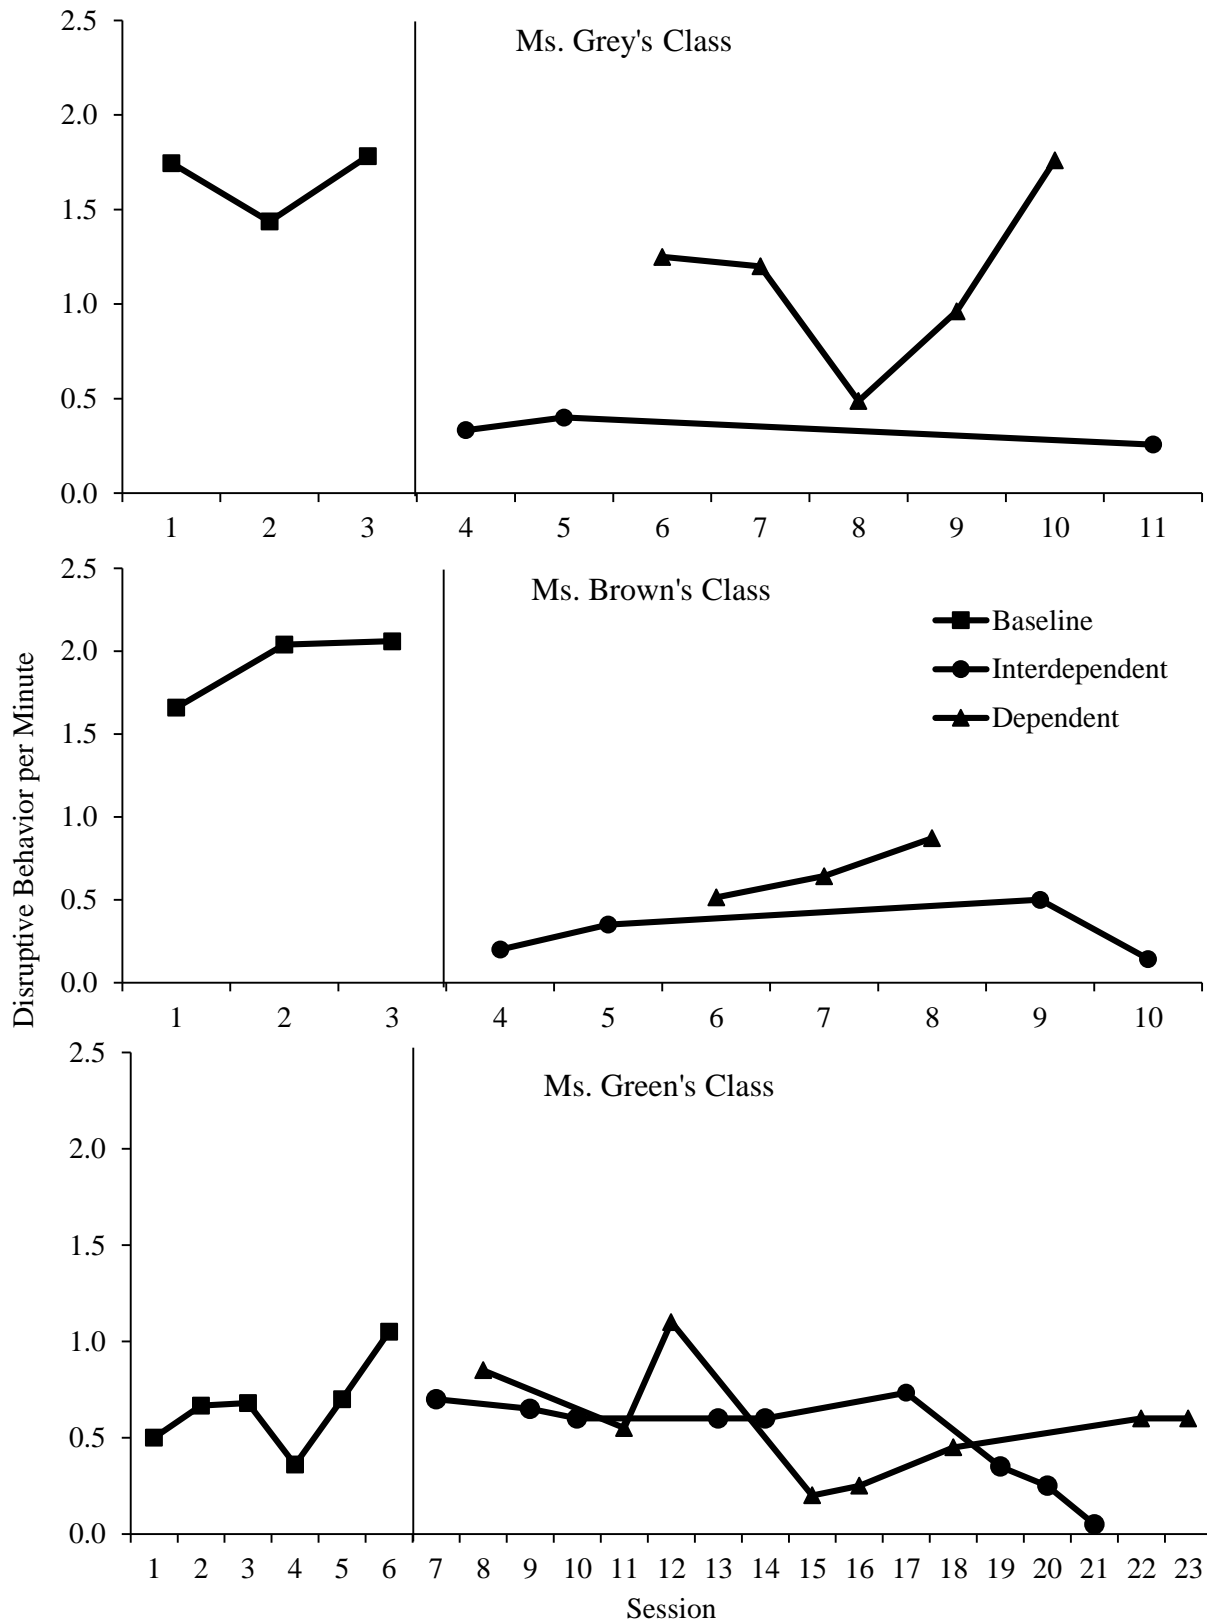 Ms. Grey's Class
2.5
2.0
1.5
1.0
0.5
0.0
1 2 3 4 5 6 7 8 9 10 11
Ms. Brown's Class
2.5
2.0
1.5
1.0
0.5
0.0
Baseline
Interdependent
Dependent
1 2 3 4 5 6 7 8 9 10
Disruptive Behavior per Minute
Ms. Green's Class
2.5
2.0
1.5
1.0
0.5
0.0
1 2 3 4 5 6 7 8 9 10 11 12 13 14 15 16 17 18 19 20 21 22 23
Session